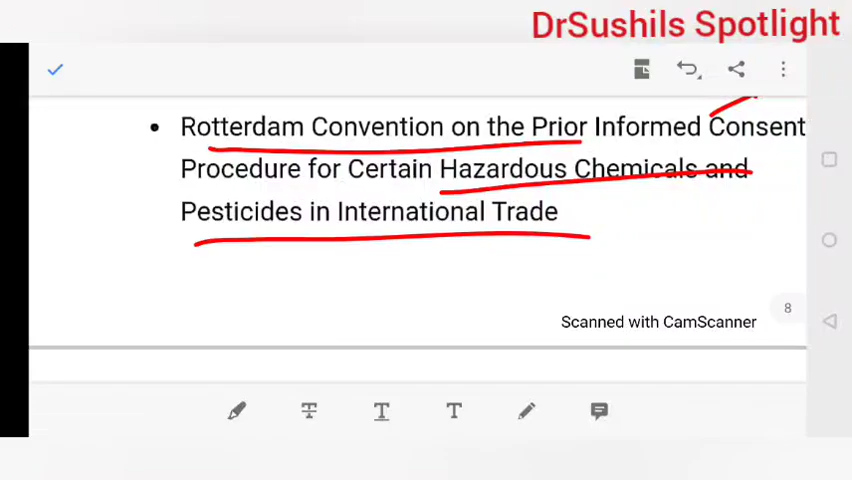 DrSushils Spotlight
Rotterdam Convention on the Prior Informed Consent
Procedure for Certain Hazardous Chemicals and
Pesticides in International Trade
8
Scanned with CamScanner